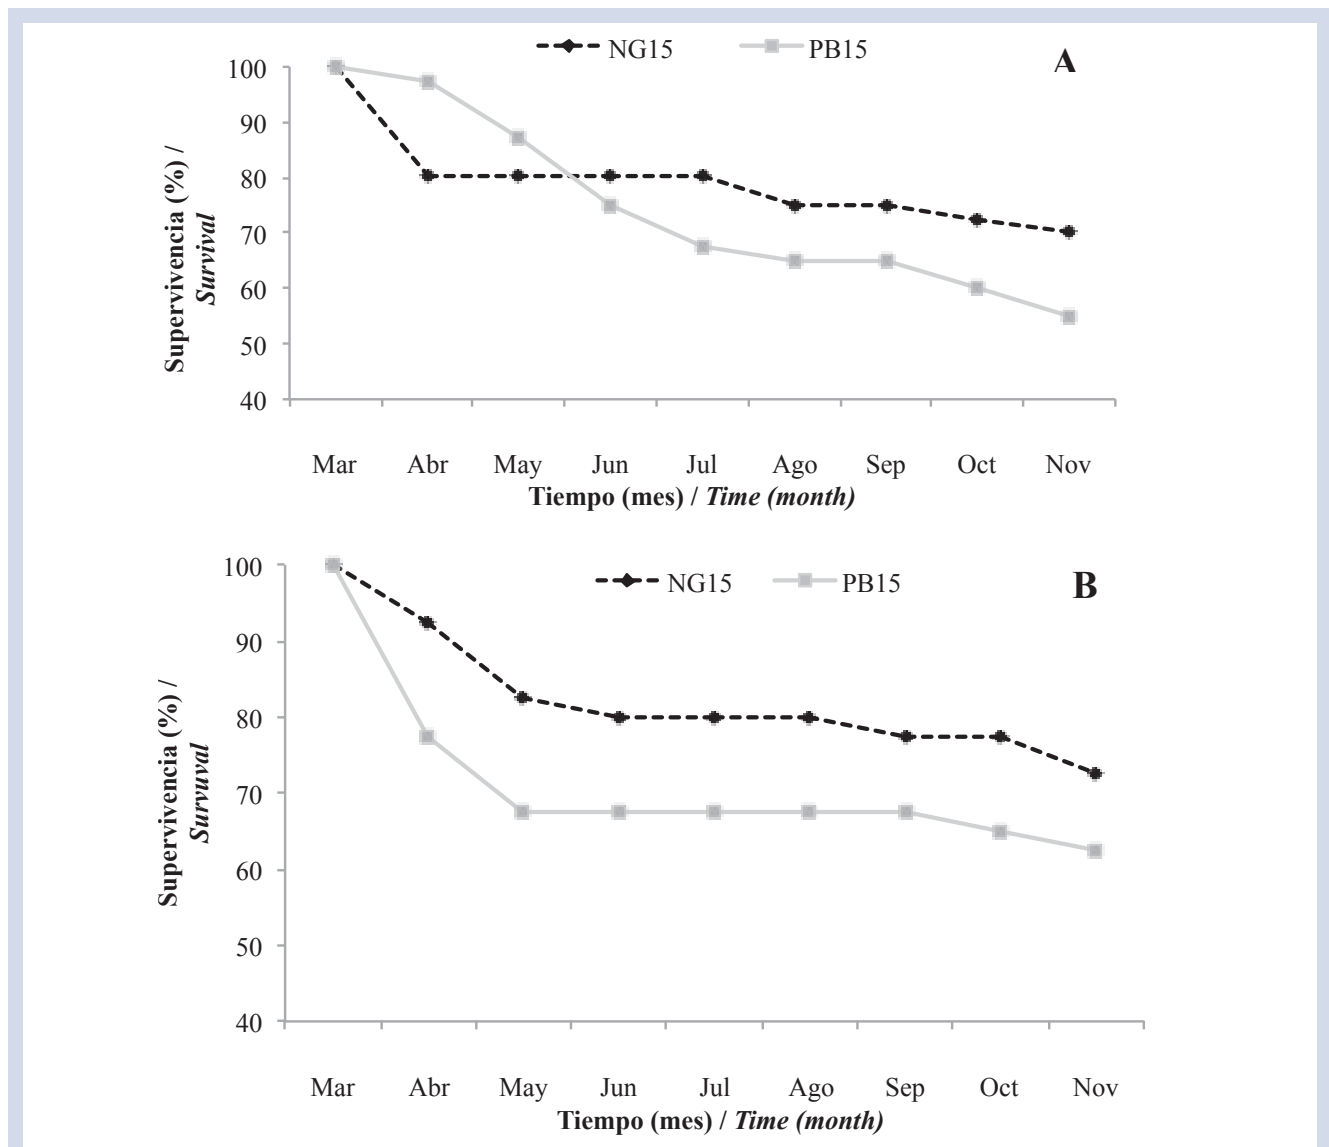 NG15 PB15 A
100
90
80
70
60
50
40
Supervivencia (%) /
Survival
Mar Abr May Jun Jul Ago Sep Oct Nov
Tiempo (mes) / Time (month)
NG15 PB15 B
100
90
80
70
60
50
40
Supervivencia (%) /
Survuval
Mar Abr May Jun Jul Ago Sep Oct Nov
Tiempo (mes) / Time (month)